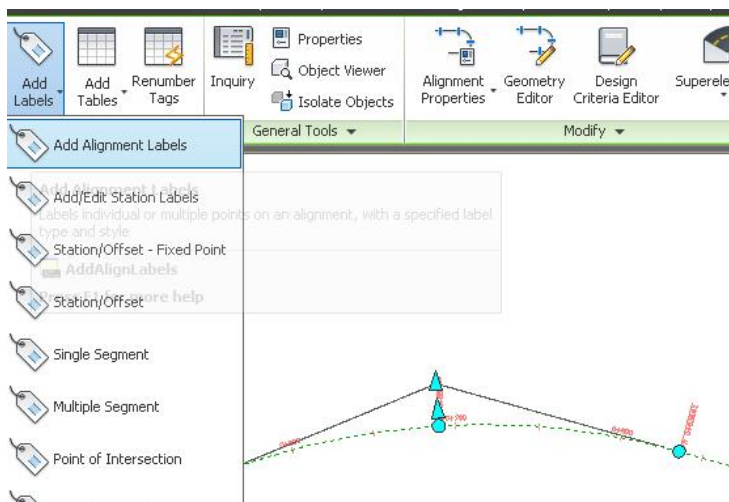 Add
Labels
Add
Tables
Renumber
Tags
Inquiry
Properties
Object Viewer
Isolate Objects
Alignment
Properties
Geometry
Editor
Design
Criteria Editor
Superele
General Tools
Modify
Add Alignment Labels
Add Alignment Labels
Add/Edit Station Labels
Labels individual or multiple points on an alignment, with a specified label
type and style
Station/Offset - Fixed Point
AddAlignLabels
Press F1 for more help
Station/Offset
Single Segment
Multiple Segment
Point of Intersection